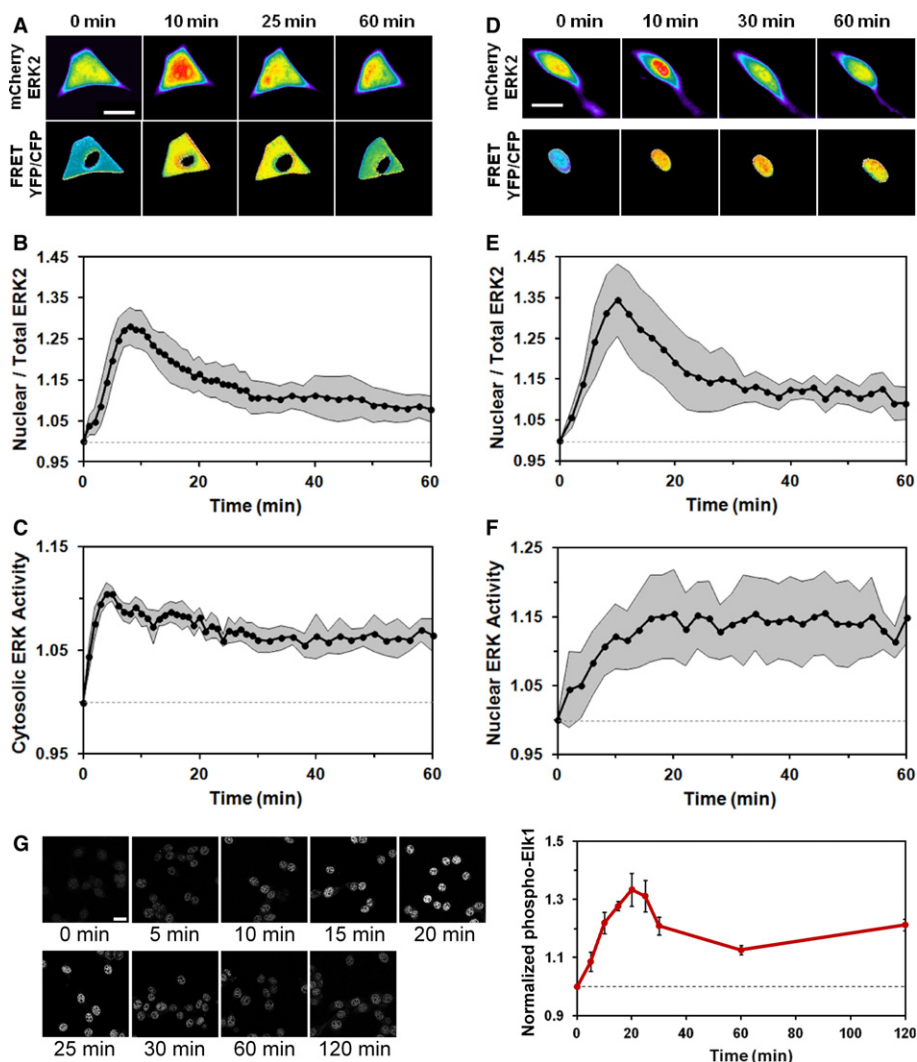 A
0 min 10 min 25 min 60 min
mCherry
ERK2
FRET
YFP/CFP
B
1.45
1.35
1.25
1.15
1.05
0.95
Nuclear / Total ERK2
0 20 40 60
Time (min)
C
1.15
1.05
0.95
Cytosolic ERK Activity
0 20 40 60
Time (min)
D
0 min 10 min 30 min 60 min
mCherry
ERK2
FRET
YFP/CFP
E
1.45
1.35
1.25
1.15
1.05
0.95
Nuclear / Total ERK2
0 20 40 60
Time (min)
F
1.25
1.15
1.05
0.95
Nuclear ERK Activity
0 20 40 60
Time (min)
G
0 min 5 min 10 min 15 min 20 min
25 min 30 min 60 min 120 min
1.5
1.3
1.1
0.9
Normalized phospho-Elk1
0 20 40 60 80 100 120
Time (min)